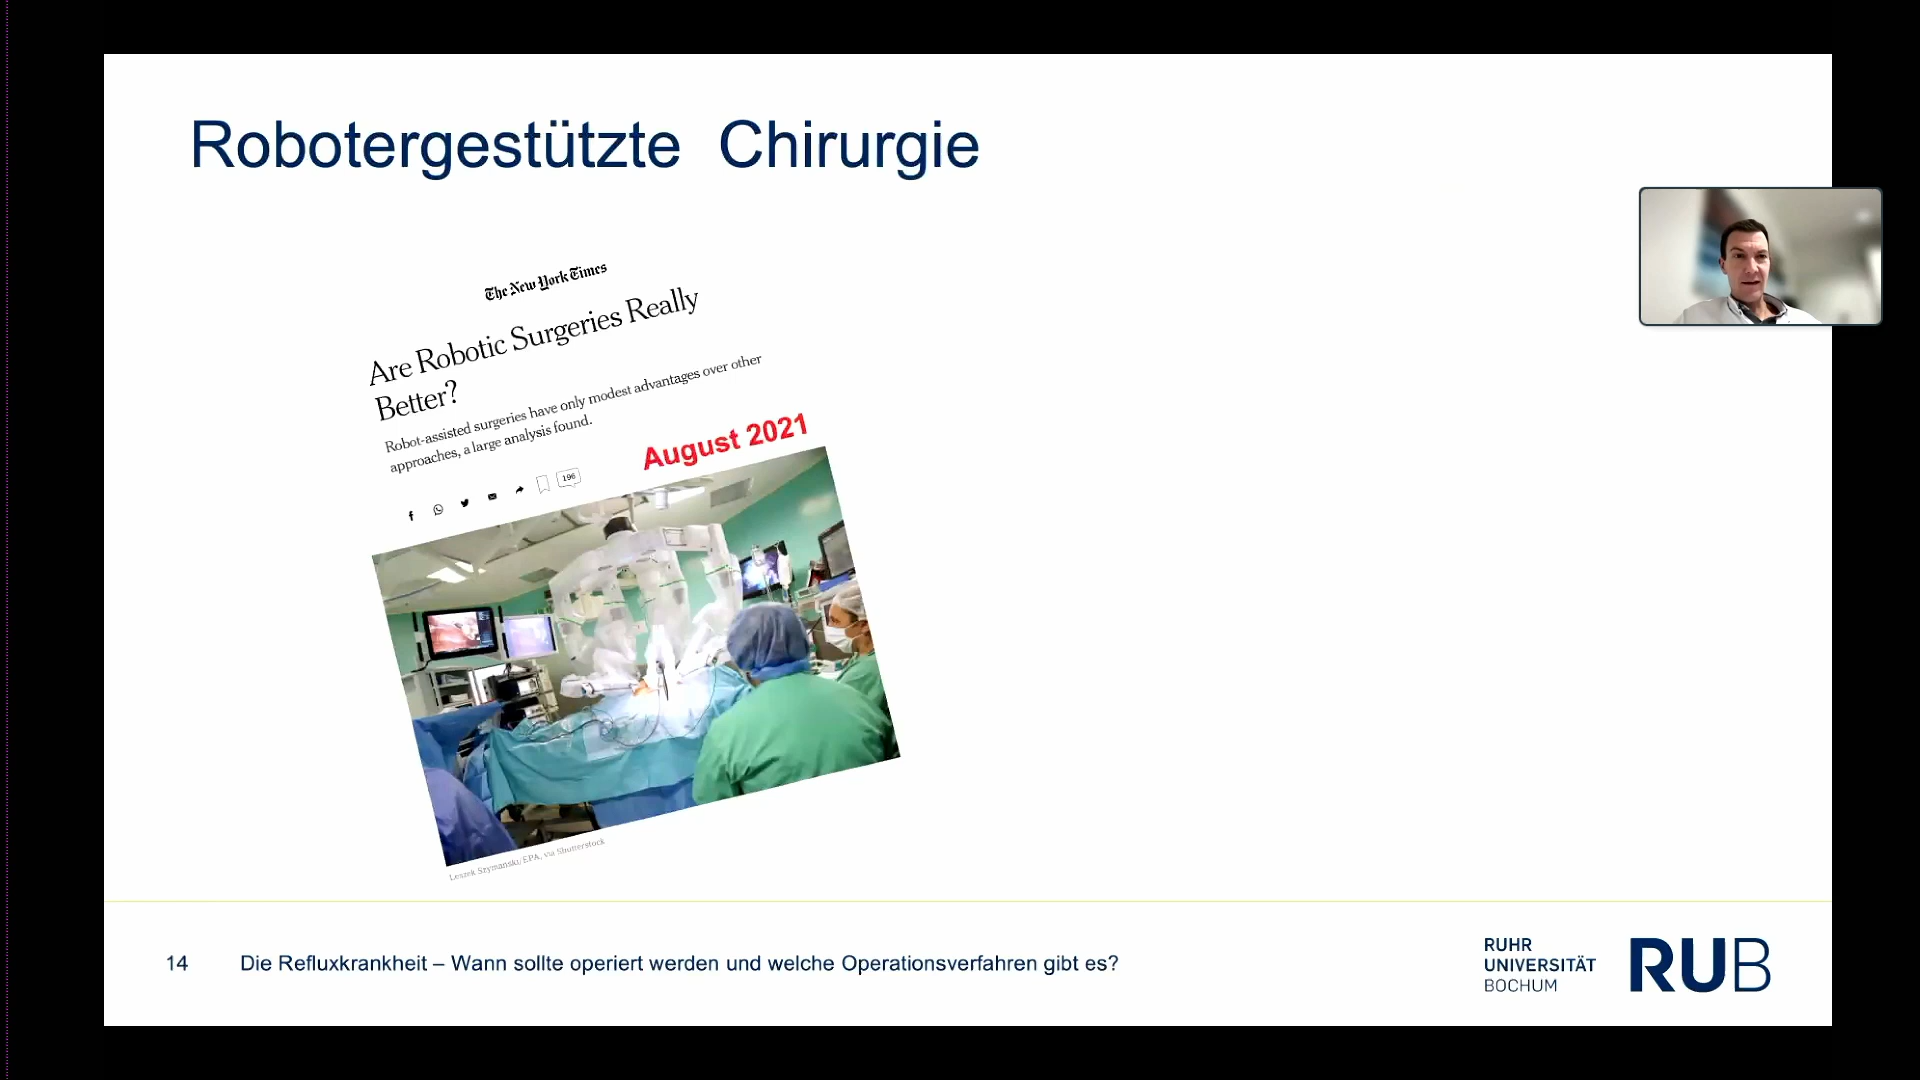 Robotergestützte Chirurgie
The New York Times
Are Robotic Surgeries Really
Better?
Robot-assisted surgeries have only modest advantages over other
approaches, a large analysis found.
August 2021
196
Leszek Szymanski/EPA, via Shutterstock
14
Die Refluxkrankheit – Wann sollte operiert werden und welche Operationsverfahren gibt es?
RUHR
UNIVERSITÄT
BOCHUM
RUB